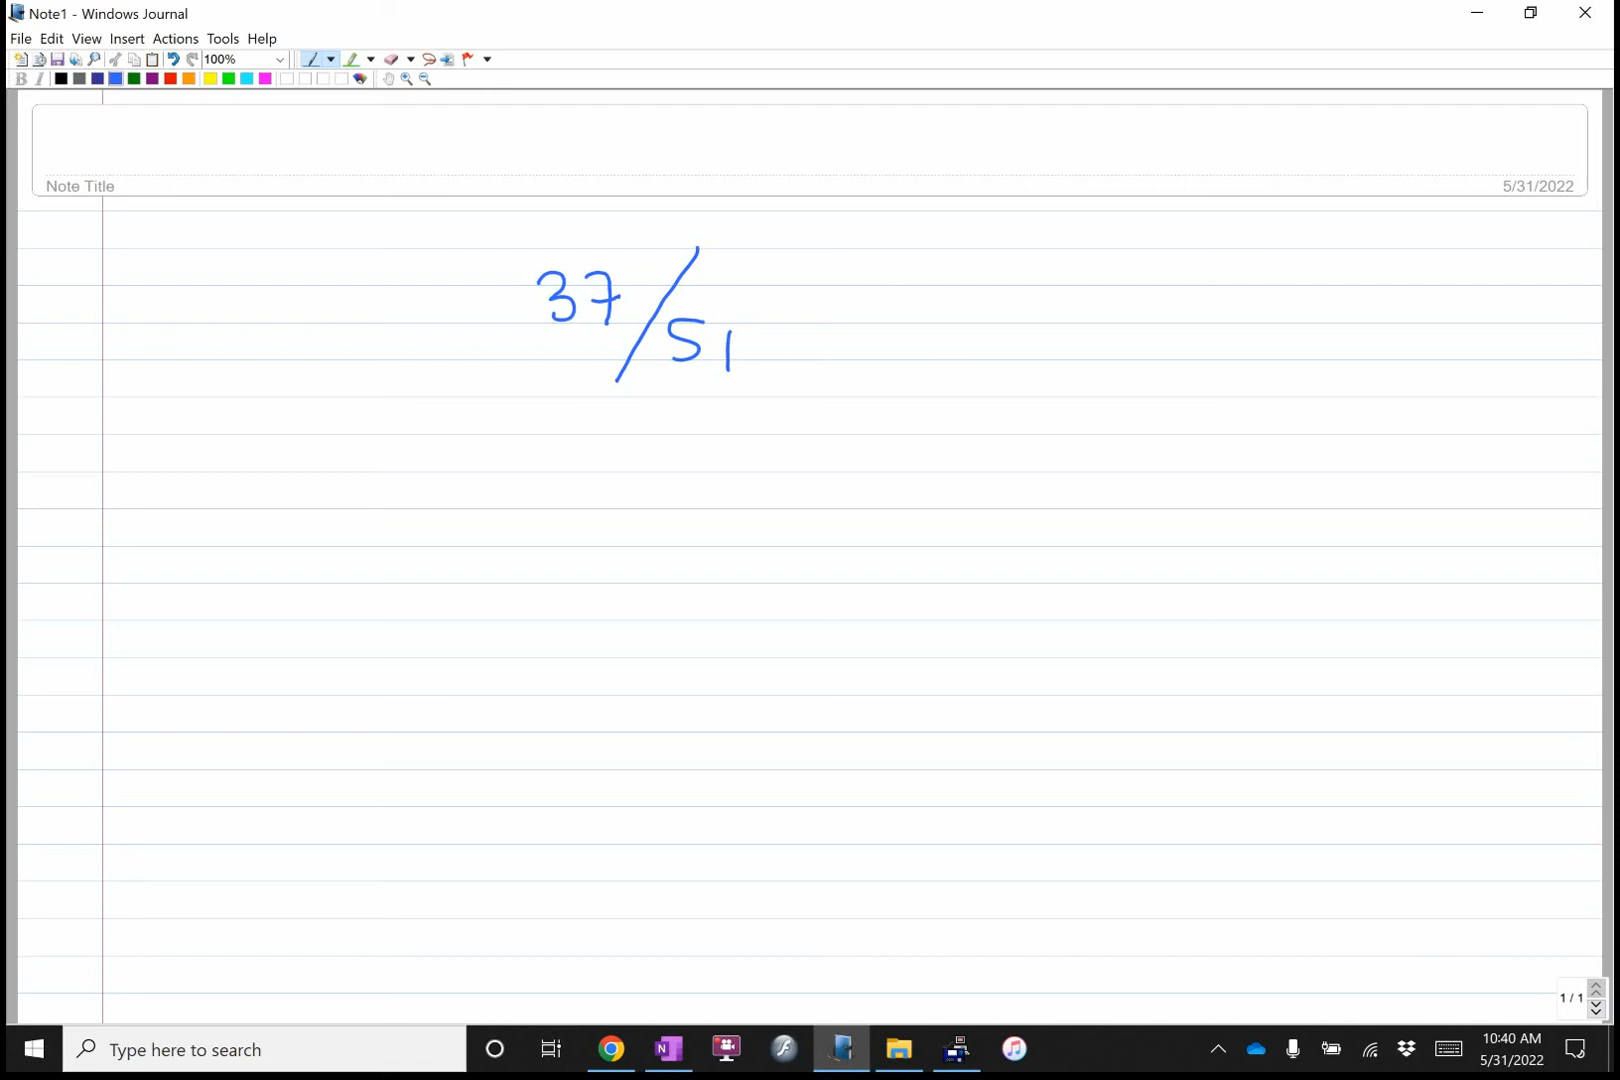 Note1 - Windows Journal
File Edit View Insert Actions Tools Help
100%
B I
Note Title
5/31/2022
37/51
1 / 1
Type here to search
N
10:40 AM
5/31/2022